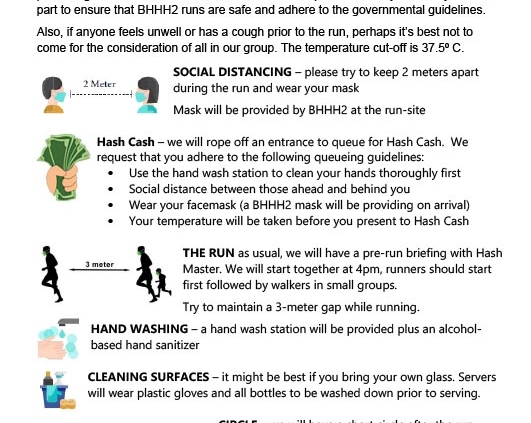 part to ensure that BHHH2 runs are safe and adhere to the governmental guidelines.
Also, if anyone feels unwell or has a cough prior to the run, perhaps it's best not to
come for the consideration of all in our group. The temperature cut-off is 37.5º C.
2 Meter
SOCIAL DISTANCING – please try to keep 2 meters apart
during the run and wear your mask
Mask will be provided by BHHH2 at the run-site
Hash Cash – we will rope off an entrance to queue for Hash Cash. We
request that you adhere to the following queueing guidelines:
• Use the hand wash station to clean your hands thoroughly first
• Social distance between those ahead and behind you
• Wear your facemask (a BHHH2 mask will be providing on arrival)
• Your temperature will be taken before you present to Hash Cash
3 meter
THE RUN as usual, we will have a pre-run briefing with Hash
Master. We will start together at 4pm, runners should start
first followed by walkers in small groups.
Try to maintain a 3-meter gap while running.
HAND WASHING – a hand wash station will be provided plus an alcohol-
based hand sanitizer
CLEANING SURFACES – it might be best if you bring your own glass. Servers
will wear plastic gloves and all bottles to be washed down prior to serving.